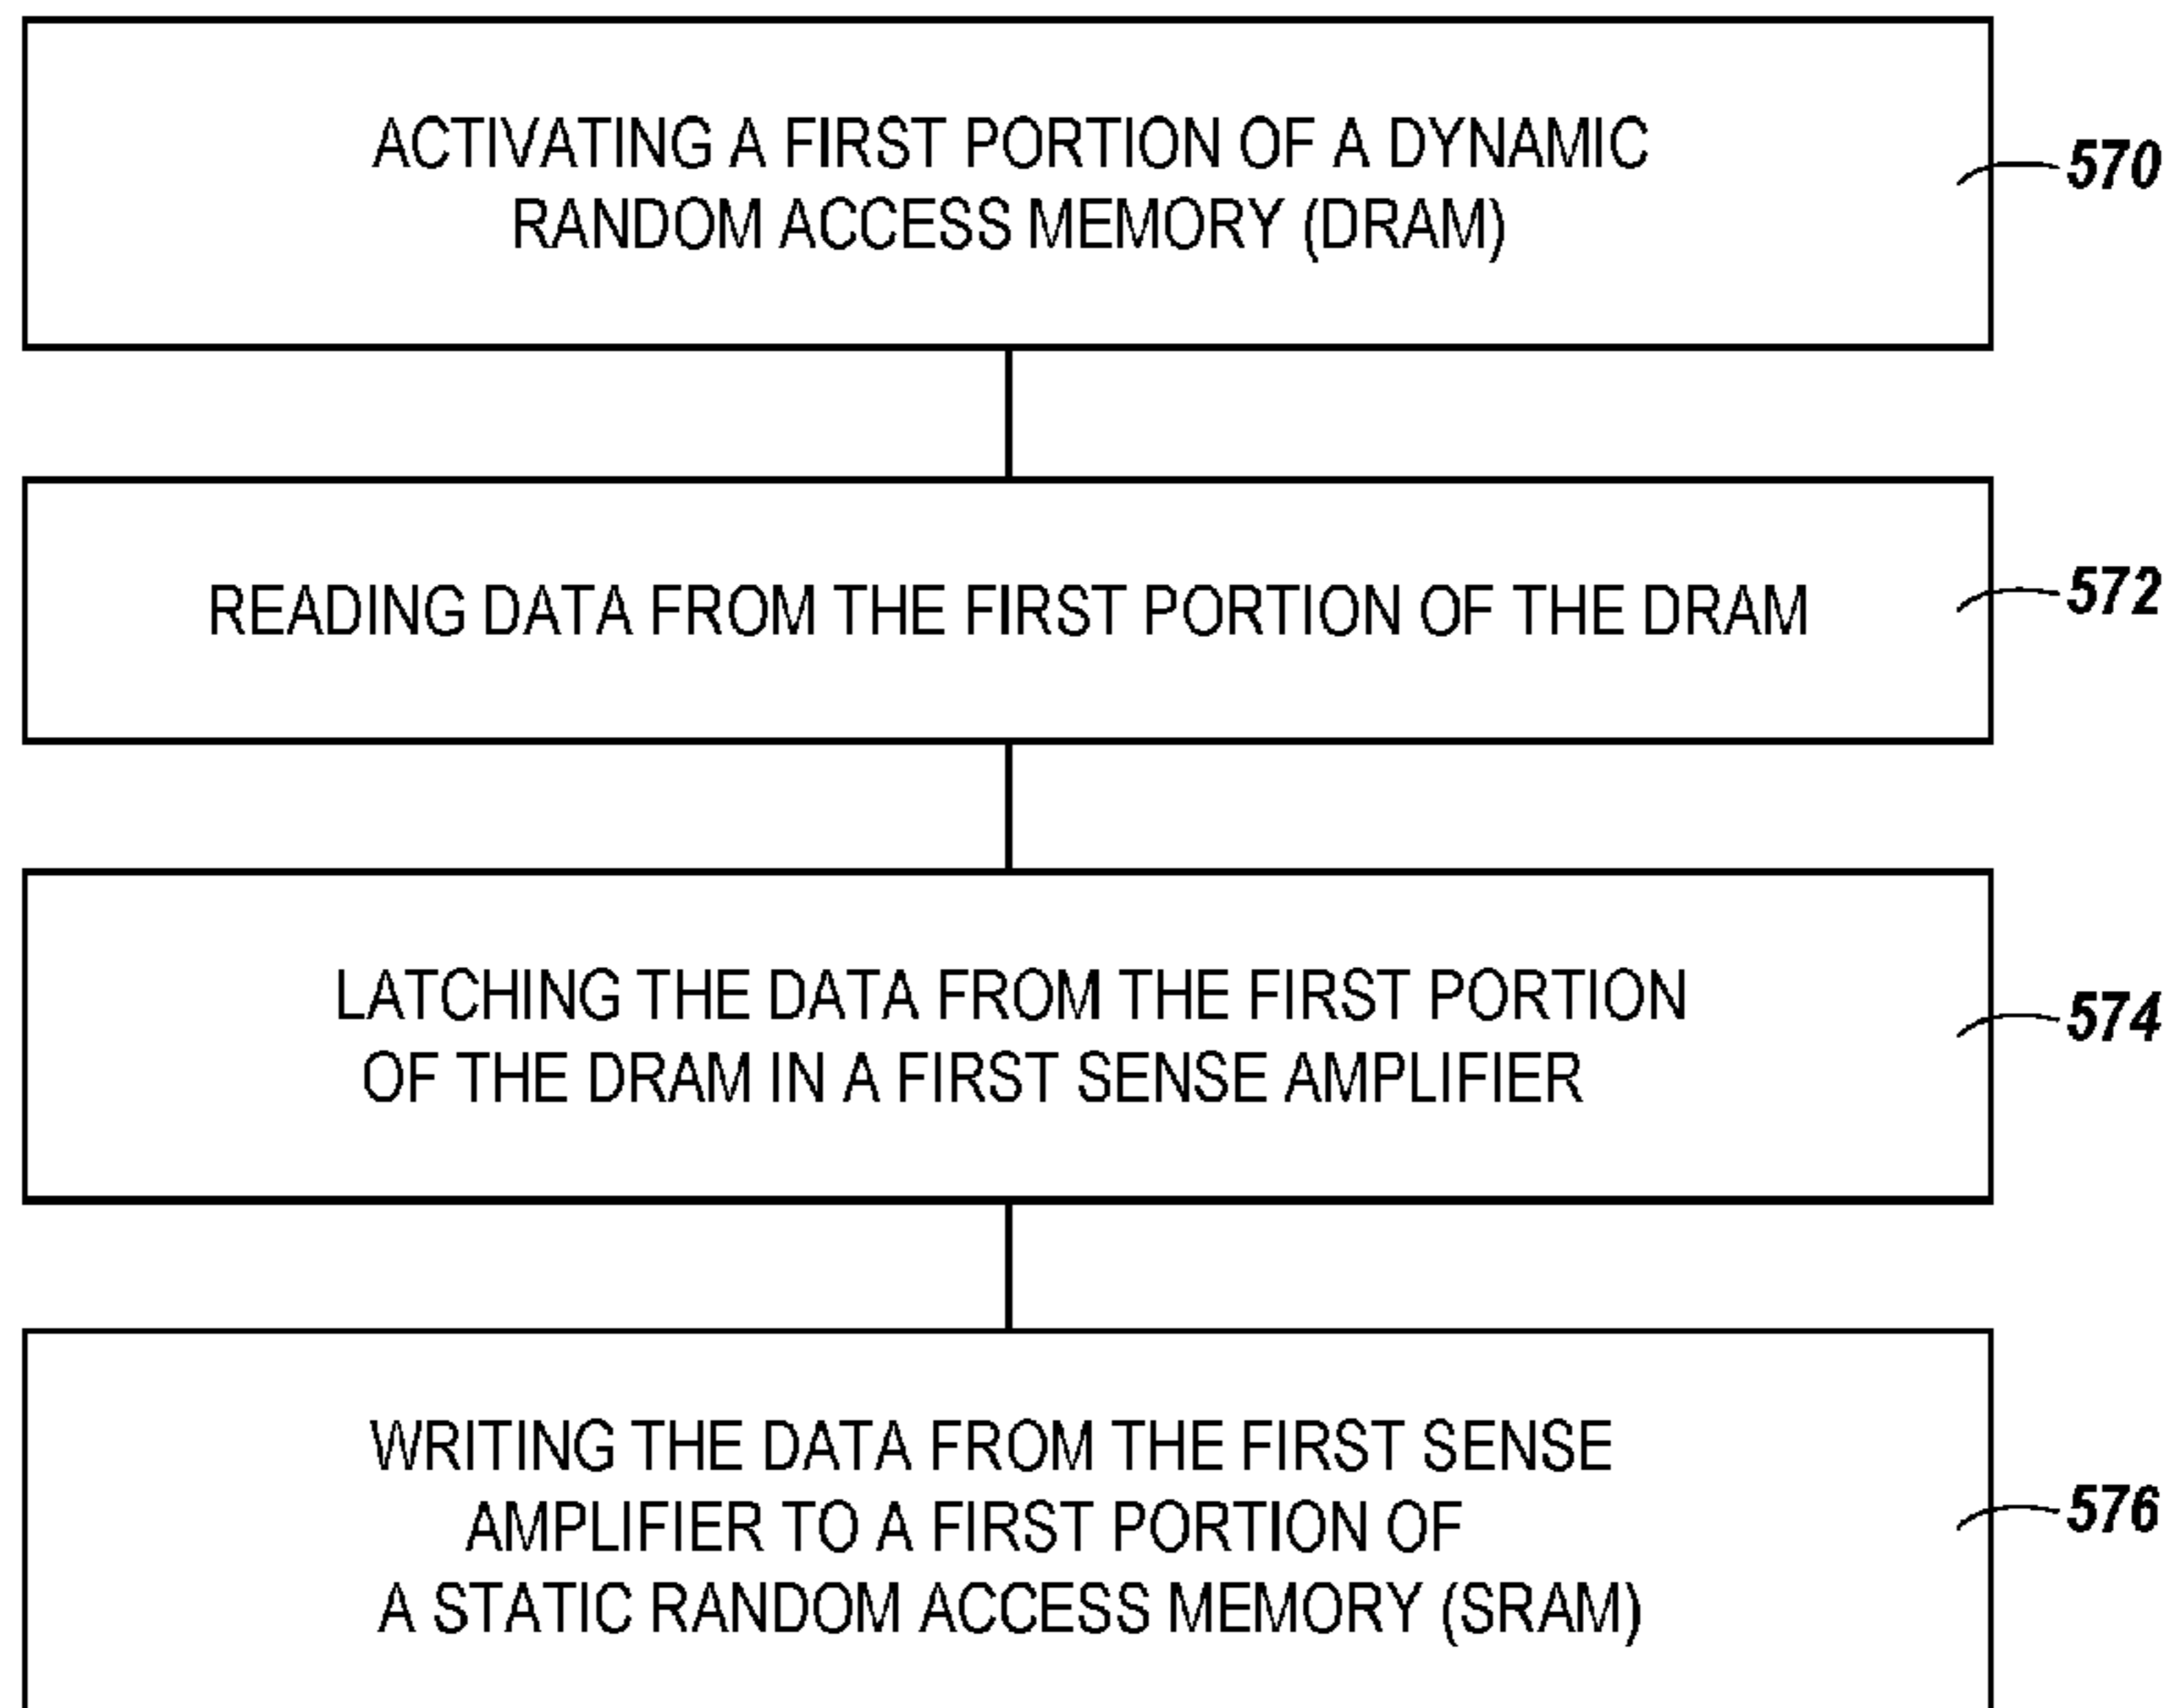 ACTIVATING A FIRST PORTION OF A DYNAMIC
RANDOM ACCESS MEMORY (DRAM)
570
READING DATA FROM THE FIRST PORTION OF THE DRAM
572
LATCHING THE DATA FROM THE FIRST PORTION
OF THE DRAM IN A FIRST SENSE AMPLIFIER
574
WRITING THE DATA FROM THE FIRST SENSE
AMPLIFIER TO A FIRST PORTION OF
A STATIC RANDOM ACCESS MEMORY (SRAM)
576